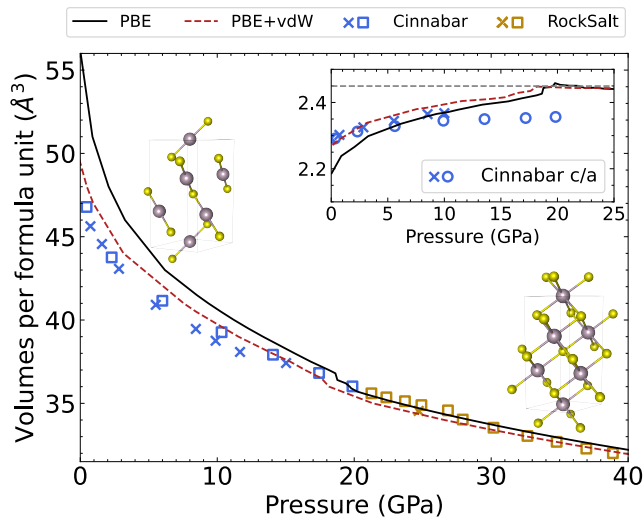 PBE PBE+vdW Cinnabar RockSalt
Volumes per formula unit (Å³)
55
50
45
40
35
0 10 20 30 40
Pressure (GPa)
2.4
2.2
0 5 10 15 20 25
Pressure (GPa)
Cinnabar c/a